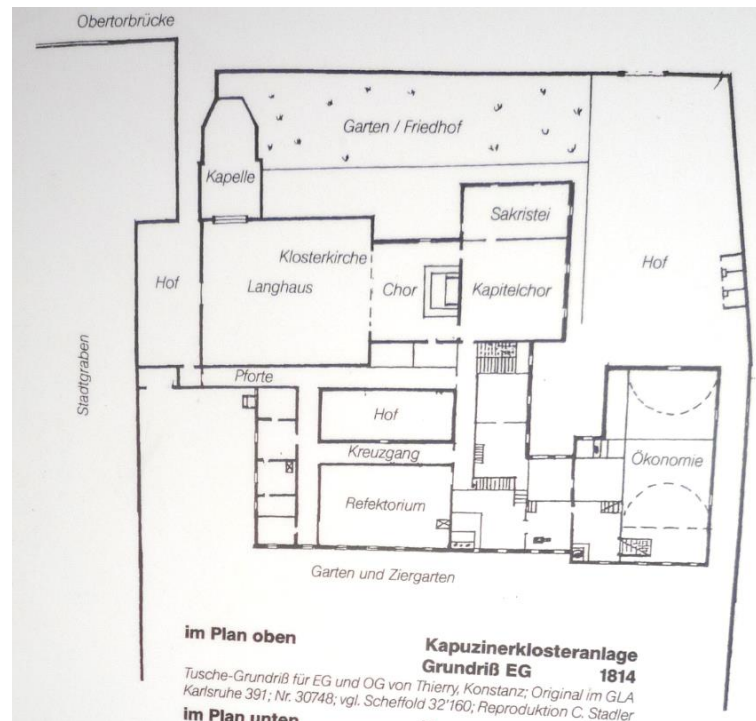 Obertorbrücke
Garten / Friedhof
Kapelle
Sakristei
Klosterkirche
Hof
Langhaus
Chor
Kapitelchor
Hof
Stadtgraben
Pforte
Hof
Kreuzgang
Ökonomie
Refektorium
Garten und Ziergarten
im Plan oben
Kapuzinerklosteranlage
Grundriß EG 1814
Tusche-Grundriß für EG und OG von Thierry, Konstanz; Original im GLA
Karlsruhe 391; Nr. 30748; vgl. Scheffold 32'160; Reproduktion C. Stadler
im Plan unten